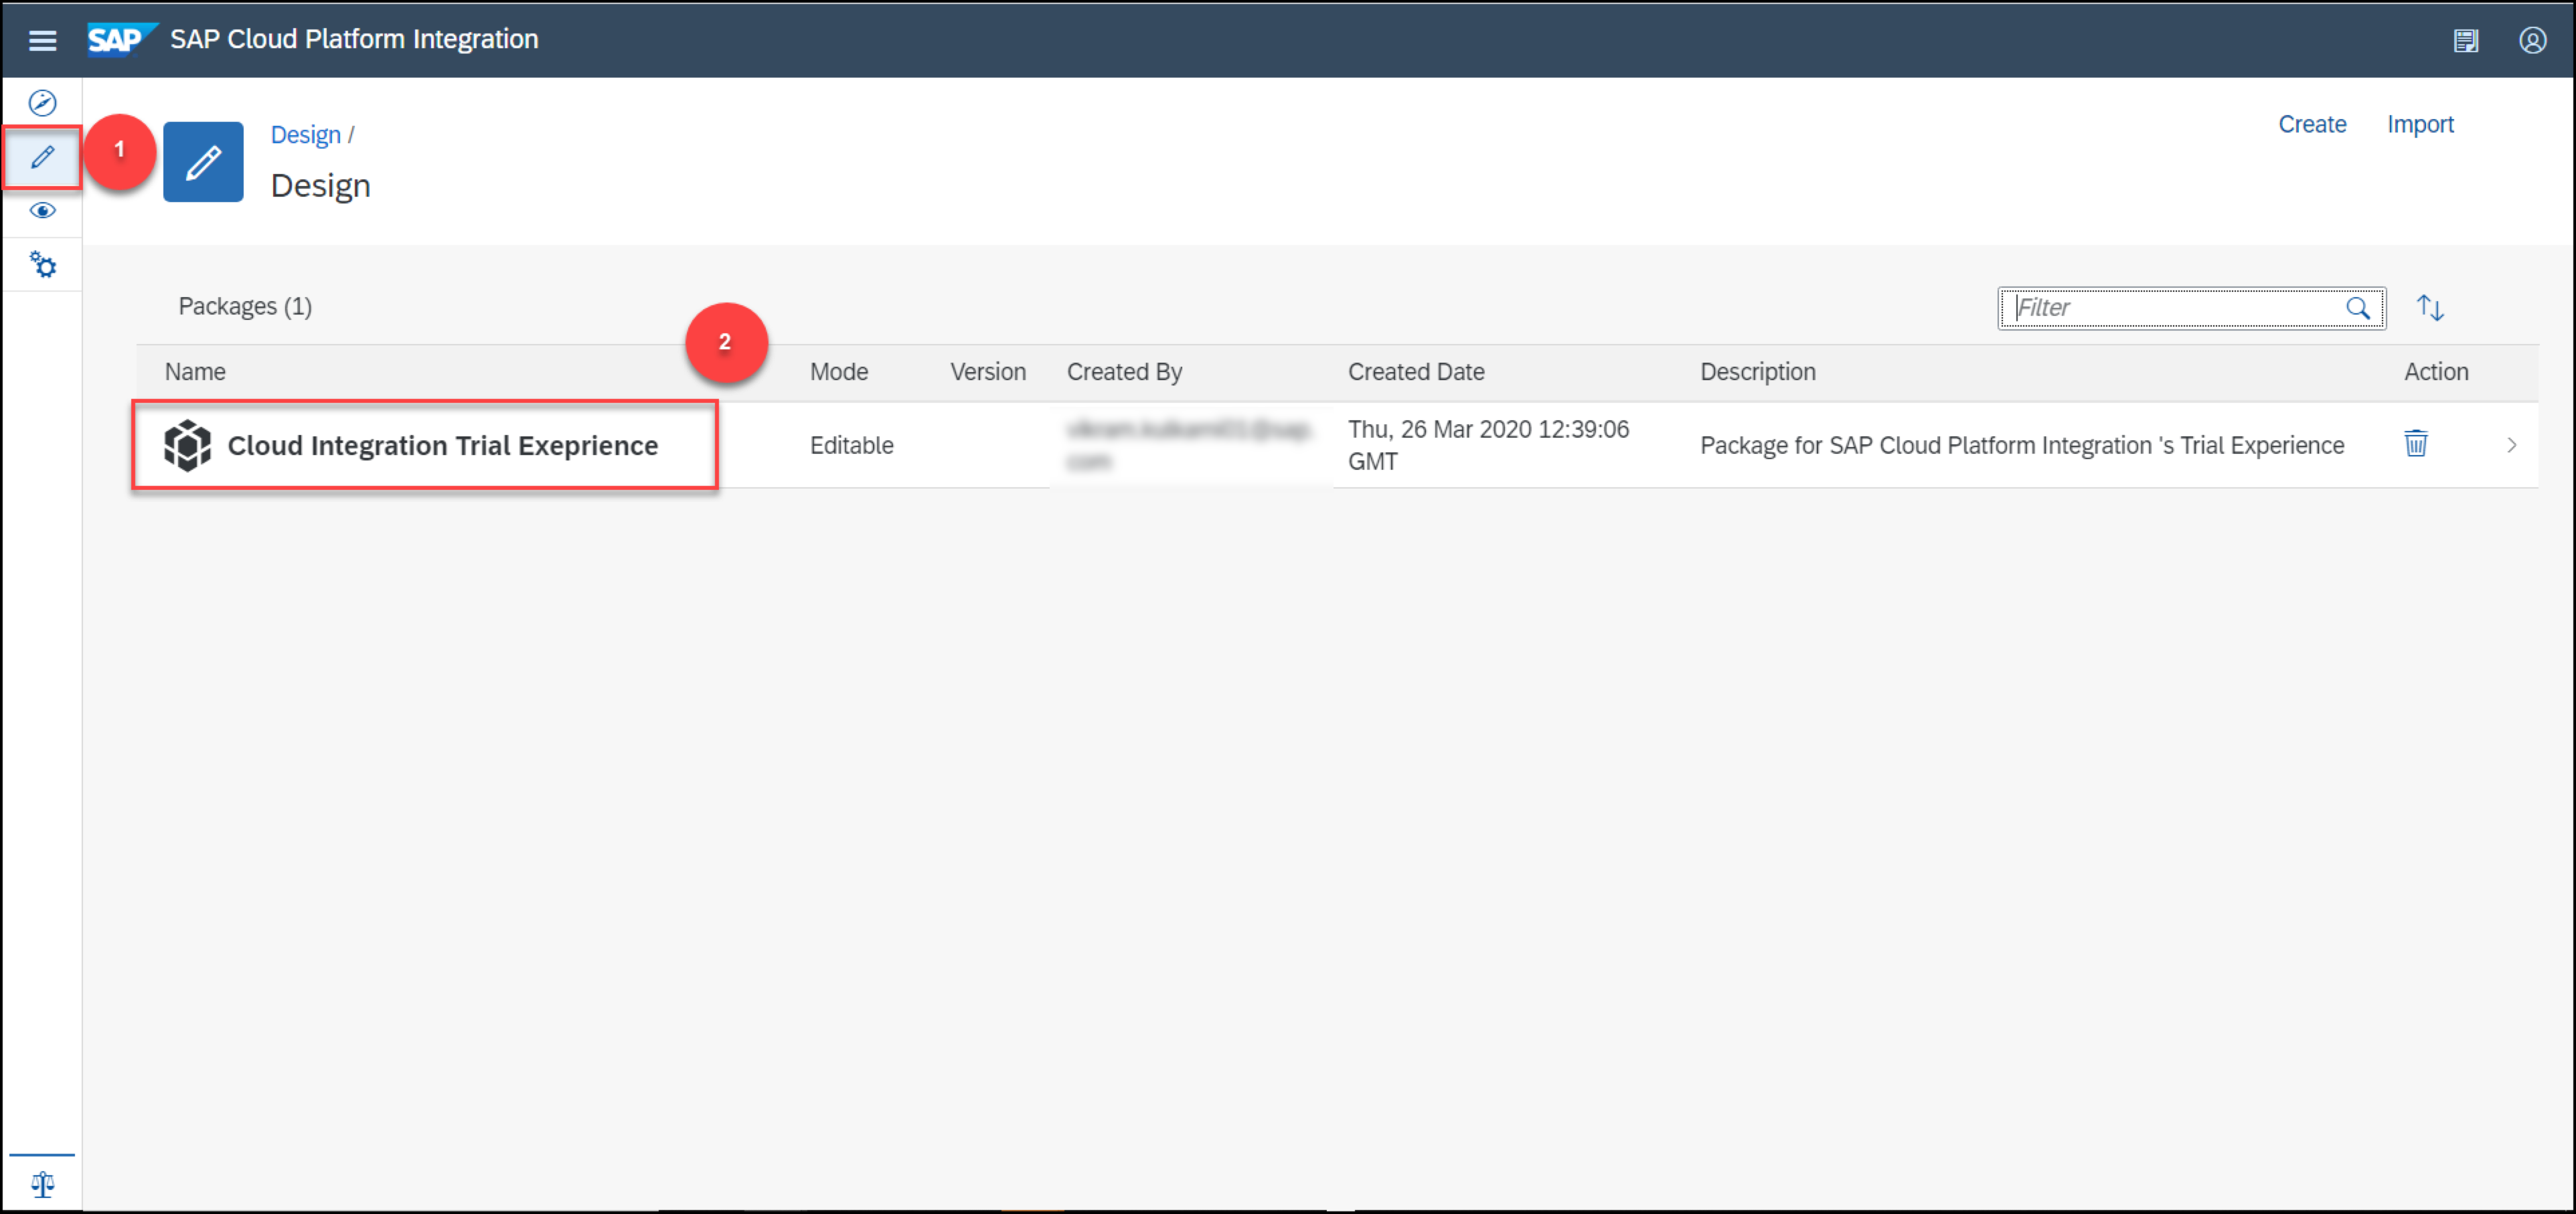 SAP SAP Cloud Platform Integration
1
Design /
Design
Create Import
Packages (1)
Filter
2
Name Mode Version Created By Created Date Description Action
Cloud Integration Trial Exeprience Editable Thu, 26 Mar 2020 12:39:06 Package for SAP Cloud Platform Integration 's Trial Experience
GMT